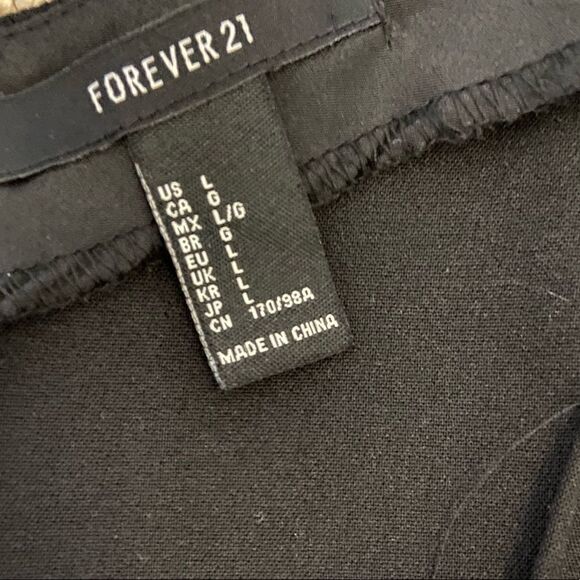 FOREVER 21
US L
CA G
MX L/G
BR G
EU L
UK L
KR L
JP L
CN 170/98A
MADE IN CHINA